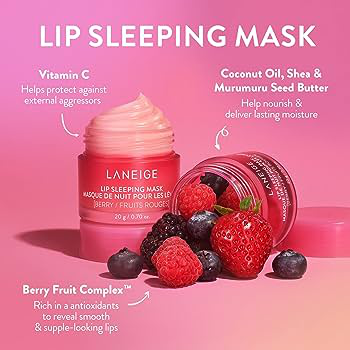 LIP SLEEPING MASK
Vitamin C
Helps protect against
external aggressors
Coconut Oil, Shea &
Murumuru Seed Butter
Help nourish &
deliver lasting moisture
LANEIGE
LIP SLEEPING MASK
MASQUE DE NUIT POUR LES LÈ
[BERRY / FRUITS ROUGES
20 g / 0.70 oz.
LANEIGE
Berry Fruit Complex™
Rich in a antioxidants
to reveal smooth
& supple-looking lips